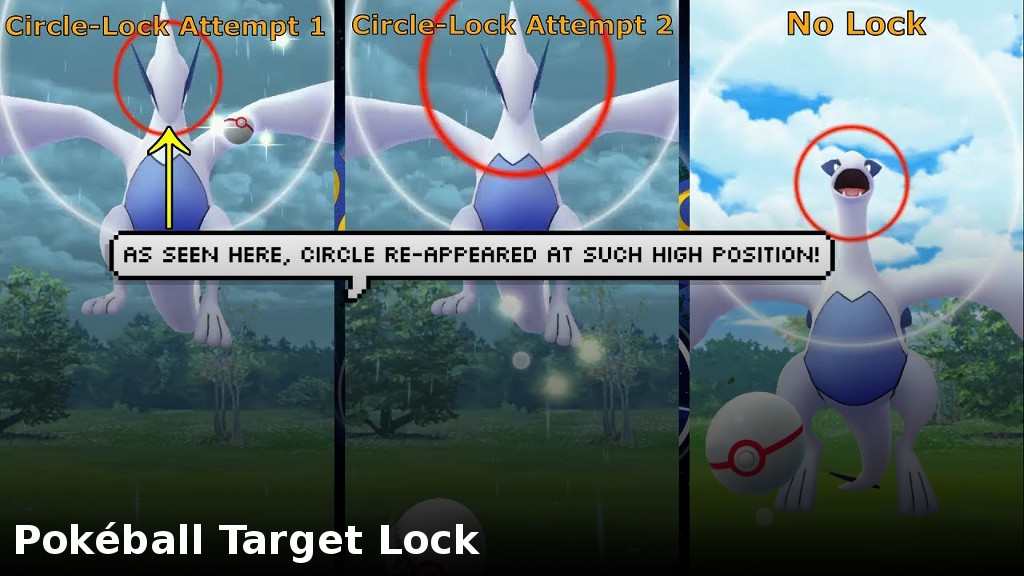 Circle-Lock Attempt 1
Circle-Lock Attempt 2
No Lock
AS SEEN HERE, CIRCLE RE-APPEARED AT SUCH HIGH POSITION!
Pokéball Target Lock